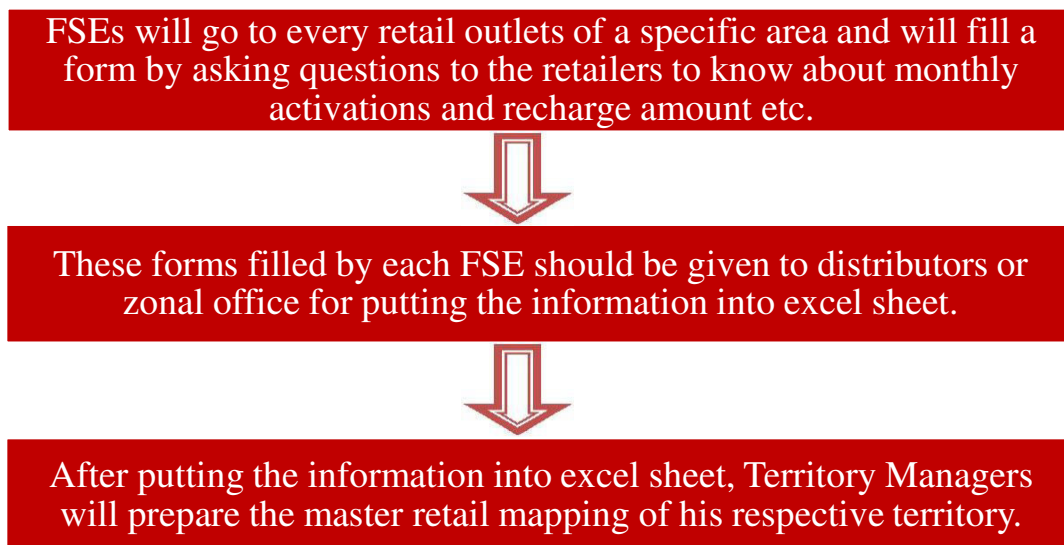 FSEs will go to every retail outlets of a specific area and will fill a
form by asking questions to the retailers to know about monthly
activations and recharge amount etc.
These forms filled by each FSE should be given to distributors or
zonal office for putting the information into excel sheet.
After putting the information into excel sheet, Territory Managers
will prepare the master retail mapping of his respective territory.